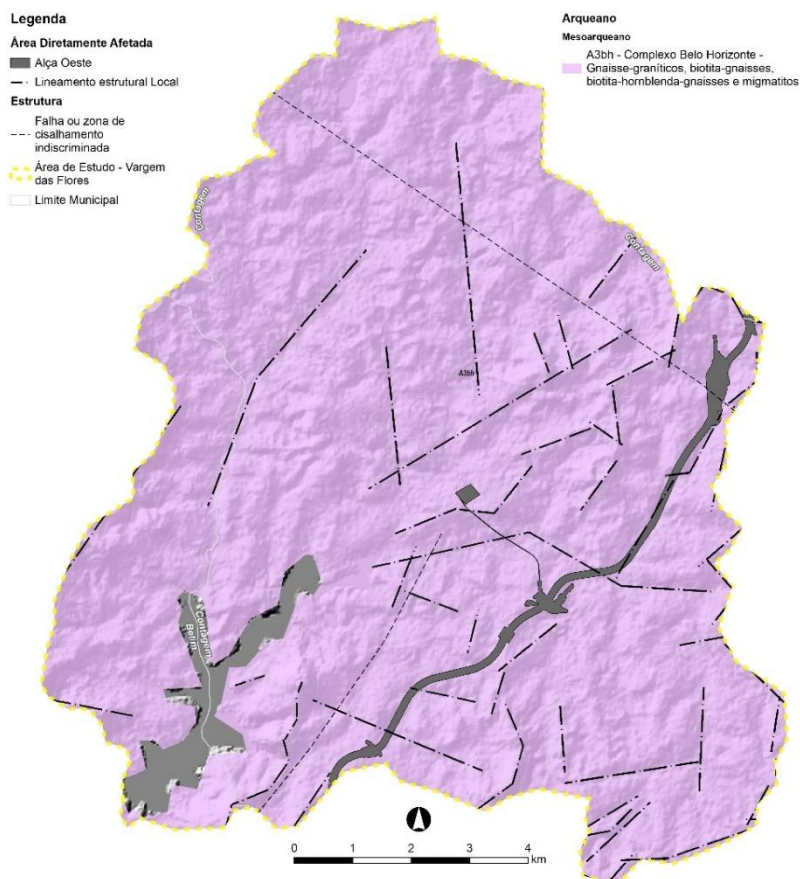 Legenda
Área Diretamente Afetada
Alça Oeste
Lineamento estrutural Local
Estrutura
Falha ou zona de
cisalhamento
indiscriminada
Área de Estudo - Vargem
das Flores
Limite Municipal
Arqueano
Mesoarqueano
A3bh - Complexo Belo Horizonte -
Gnaisse-graníticos, biotita-gnaisses,
biotita-hornblenda-gnaisses e migmatitos
Contagem
Contagem
A3bh
Contagem
Betim
0 1 2 3 4
km